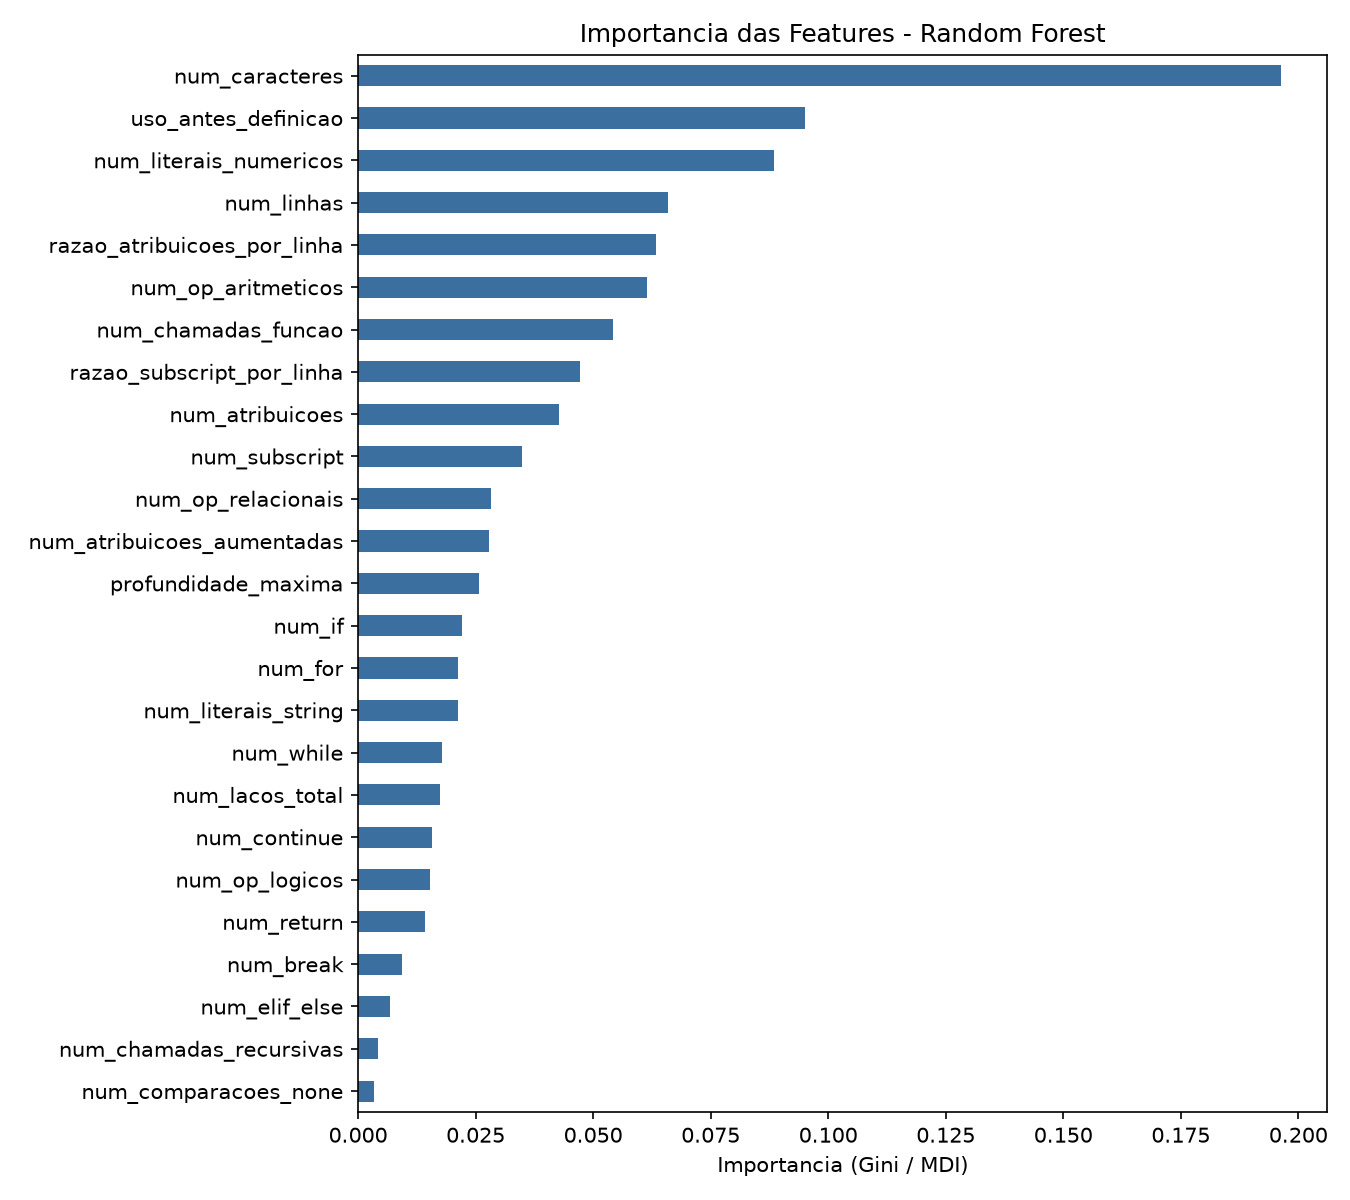 Importancia das Features - Random Forest
num_caracteres
uso_antes_definicao
num_literais_numericos
num_linhas
razao_atribuicoes_por_linha
num_op_aritmeticos
num_chamadas_funcao
razao_subscript_por_linha
num_atribuicoes
num_subscript
num_op_relacionais
num_atribuicoes_aumentadas
profundidade_maxima
num_if
num_for
num_literais_string
num_while
num_lacos_total
num_continue
num_op_logicos
num_return
num_break
num_elif_else
num_chamadas_recursivas
num_comparacoes_none
0.000 0.025 0.050 0.075 0.100 0.125 0.150 0.175 0.200
Importancia (Gini / MDI)